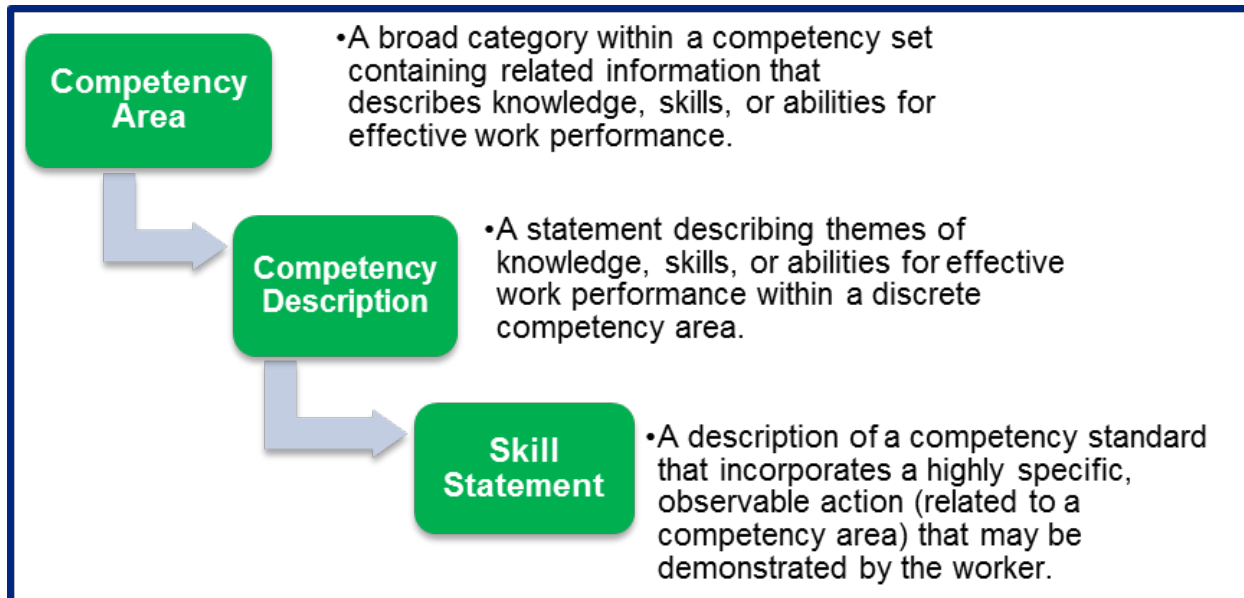 Competency
Area
•A broad category within a competency set
containing related information that
describes knowledge, skills, or abilities for
effective work performance.
Competency
Description
•A statement describing themes of
knowledge, skills, or abilities for effective
work performance within a discrete
competency area.
Skill
Statement
•A description of a competency standard
that incorporates a highly specific,
observable action (related to a
competency area) that may be
demonstrated by the worker.